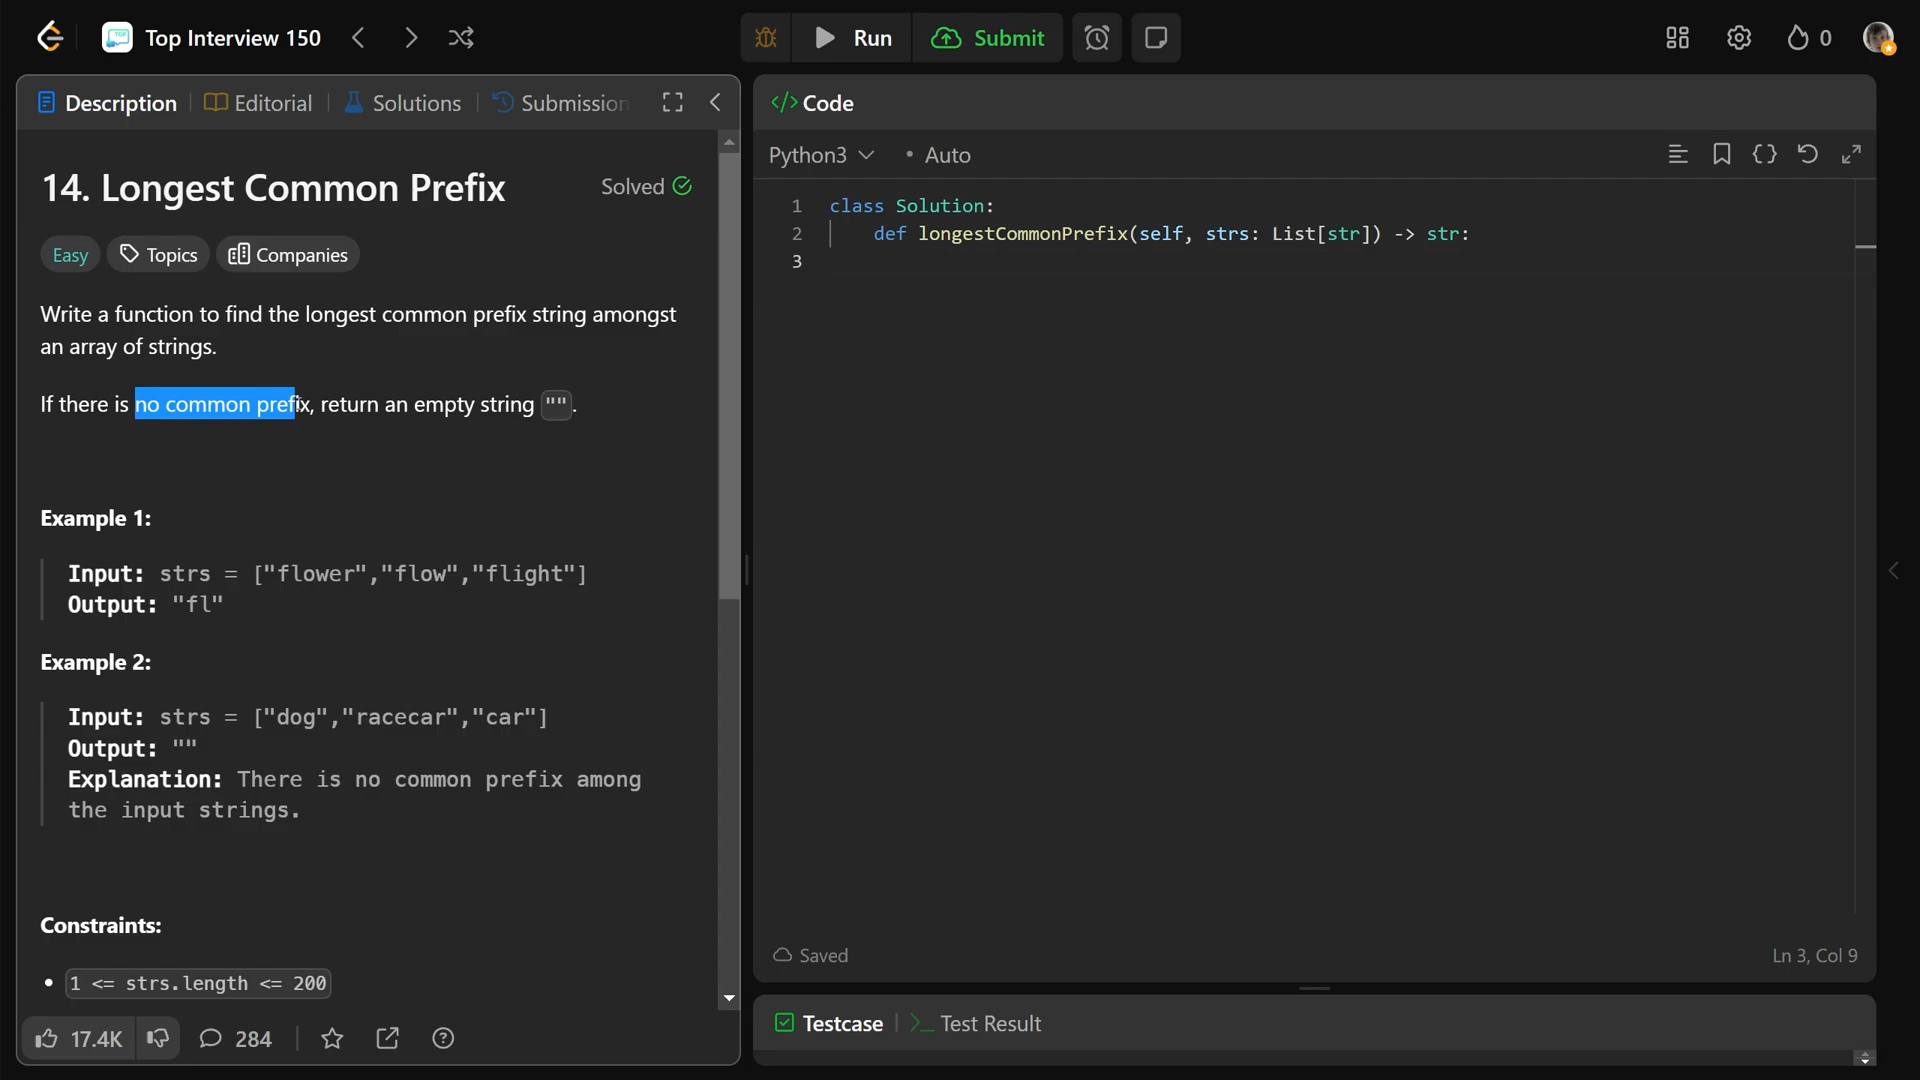 Top Interview 150
Run
Submit
0
Description
Editorial
Solutions
Submission
14. Longest Common Prefix
Solved
Easy
Topics
Companies
Write a function to find the longest common prefix string amongst
an array of strings.
If there is no common prefix, return an empty string "".
Example 1:
Input: strs = ["flower","flow","flight"]
Output: "fl"
Example 2:
Input: strs = ["dog","racecar","car"]
Output: ""
Explanation: There is no common prefix among
the input strings.
Constraints:
• 1 <= strs.length <= 200
17.4K
284
</> Code
Python3 • Auto
1 class Solution:
2 def longestCommonPrefix(self, strs: List[str]) -> str:
3
Saved
Ln 3, Col 9
Testcase
>_ Test Result